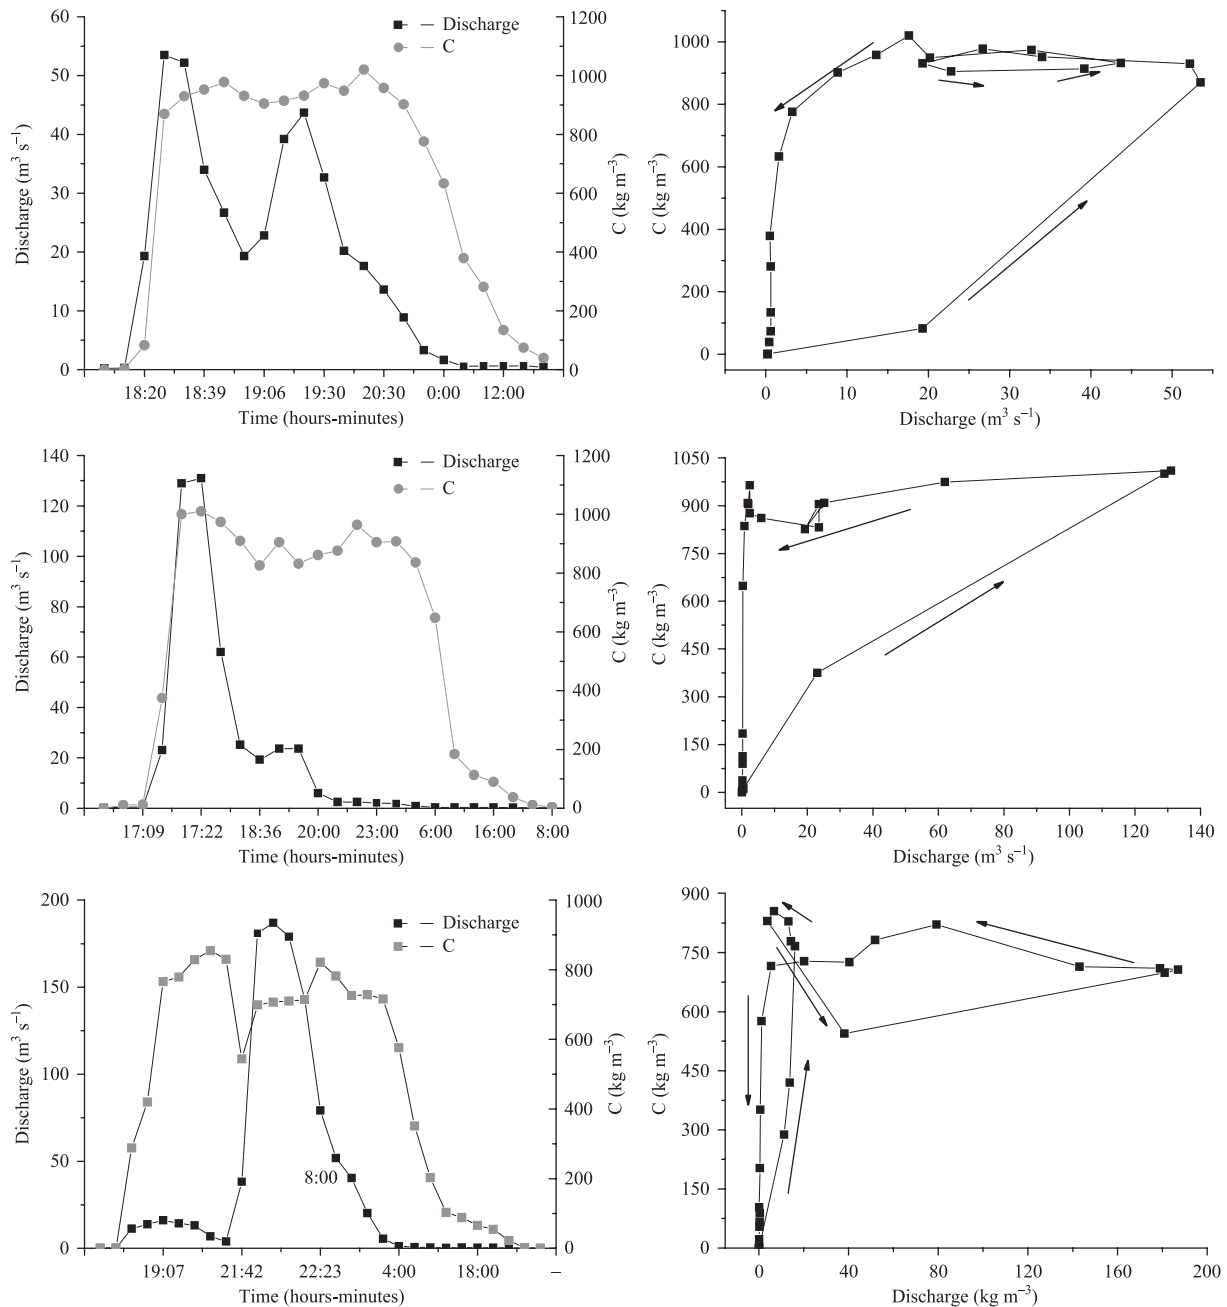 Discharge
C
60
50
40
30
20
10
0
Discharge (m³ s⁻¹)
1200
1000
800
600
400
200
0
C (kg m⁻³)
18:20 18:39 19:06 19:30 20:30 0:00 12:00
Time (hours-minutes)
1000
800
600
400
200
0
C (kg m⁻³)
0 10 20 30 40 50
Discharge (m³ s⁻¹)
Discharge
C
140
120
100
80
60
40
20
0
Discharge (m³ s⁻¹)
1200
1000
800
600
400
200
0
C (kg m⁻³)
17:09 17:22 18:36 20:00 23:00 6:00 16:00 8:00
Time (hours-minutes)
1050
900
750
600
450
300
150
0
C (kg m⁻³)
0 20 40 60 80 100 120 140
Discharge (m³ s⁻¹)
Discharge
C
200
150
100
50
0
Discharge (m³ s⁻¹)
1000
800
600
400
200
0
C (kg m⁻³)
8:00
19:07 21:42 22:23 4:00 18:00 –
Time (hours-minutes)
900
750
600
450
300
150
0
C (kg m⁻³)
0 40 80 120 160 200
Discharge (kg m⁻³)